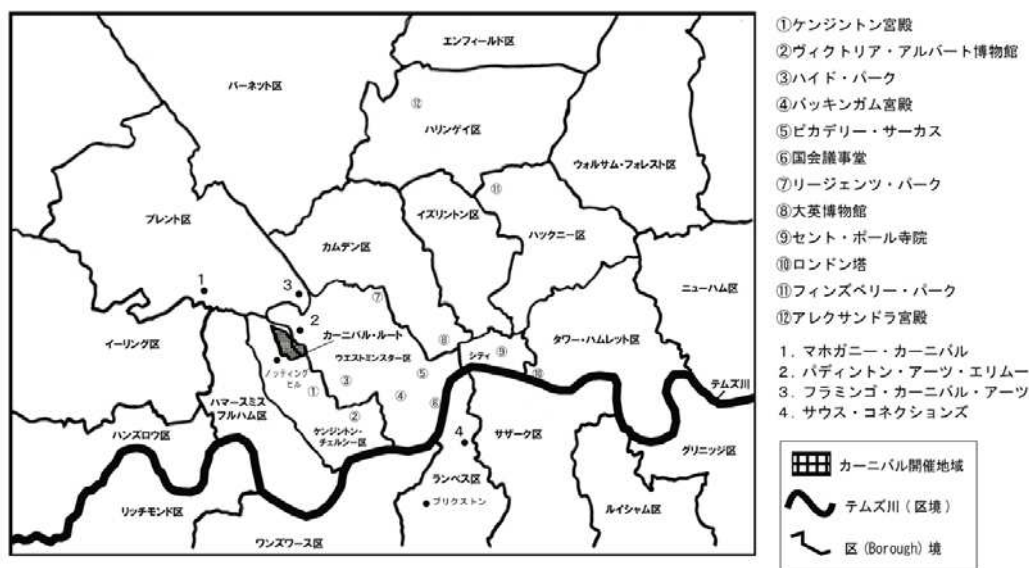 エンフィールド区
バーネット区
⑫
ハリンゲイ区
ウォルサム・フォレスト区
⑪
ブレント区
イズリントン区
ハックニー区
カムデン区
1
3
⑦
ニューハム区
2
カーニバル・ルート
⑧
イーリング区
ウエストミンスター区
シティ
⑨
タワー・ハムレット区
ノッティング
ヒル
①
③
⑤
⑩
テムズ川
④
②
⑥
ハマースミス
フルハム区
ケンジントン・
チェルシー区
4
サザーク区
ハンズロウ区
グリニッジ区
ランベス区
ブリクストン
リッチモンド区
ルイシャム区
ワンズワース区
①ケンジントン宮殿
②ヴィクトリア・アルバート博物館
③ハイド・パーク
④バッキンガム宮殿
⑤ピカデリー・サーカス
⑥国会議事堂
⑦リージェンツ・パーク
⑧大英博物館
⑨セント・ポール寺院
⑩ロンドン塔
⑪フィンズベリー・パーク
⑫アレクサンドラ宮殿
1．マホガニー・カーニバル
2．パディントン・アーツ・エリムー
3．フラミンゴ・カーニバル・アーツ
4．サウス・コネクションズ
カーニバル開催地域
テムズ川（区境）
区（Borough）境